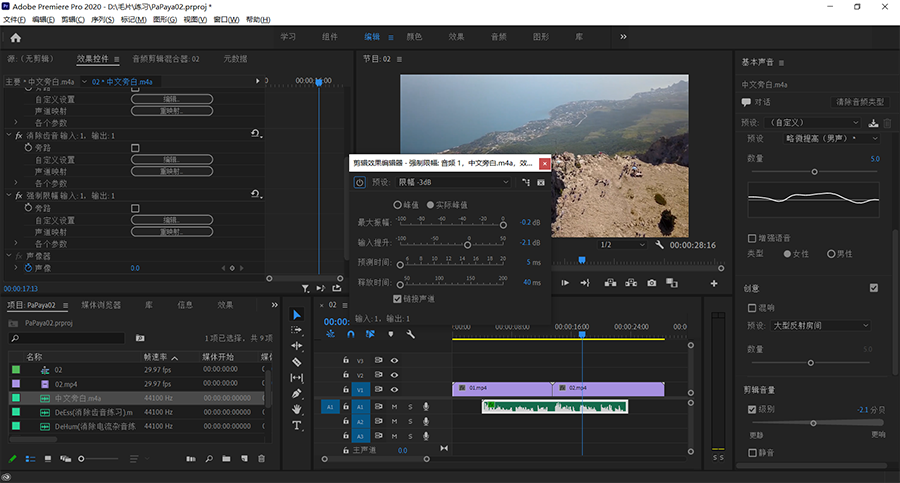 Adobe Premiere Pro 2020 - D:\毛片\练习\PaPaya02.prproj *
文件(F) 编辑(E) 剪辑(C) 序列(S) 标记(M) 图形(G) 视图(V) 窗口(W) 帮助(H)
学习 组件 编辑 颜色 效果 音频 图形 库
源:（无剪辑） 效果控件 音频剪辑混合器: 02 元数据
节目: 02
基本声音
主要 * 中文旁白.m4a 02 * 中文旁白.m4a
中文旁白.m4a
旁路
自定义设置 编辑...
声道映射 重映射...
各个参数
fx 消除齿音 输入: 1，输出: 1
旁路
自定义设置 编辑...
声道映射 重映射...
各个参数
fx 强制限幅 输入: 1，输出: 1
旁路
自定义设置 编辑...
声道映射 重映射...
各个参数
fx 声像器
声像 0.0
00:00:17:13
剪辑效果编辑器 - 强制限幅: 音频 1，中文旁白.m4a，效...
预设: 限幅 -3dB
峰值 实际峰值
-100 -80 -60 -40 -20 0
最大振幅: -0.2 dB
-100 -50 0 50
输入提升: -2.1 dB
预测时间: 5 ms
50 100 150 200
释放时间: 40 ms
链接声道
输入: 1，输出: 1
1/2 00:00:28:16
对话 清除音频类型
预设: （自定义）
预设 略微提高（男声）*
数量 5.0
增强语音
类型 女性 男性
创意
混响
预设: 大型反射房间
数量 5.0
剪辑音量
级别 -2.1 分贝
更静 更响
静音
项目: PaPaya02 媒体浏览器 库 信息 效果
PaPaya02.prproj
1 项已选择，共 9 项
名称 帧速率 媒体开始
02 29.97 fps 00:00:00:00
02.mp4 29.97 fps 00:00:00:00
中文旁白.m4a 44100 Hz 00:00:00:00000
DeEss(消除齿音练习).m 44100 Hz 00:00:00:00000
DeHum(消除电流杂音练 44100 Hz 00:00:00:00000
02
00:00:16:00 00:00:24:00
V3
V2
V1 01.mp4 02.mp4
A1 A1 M S
A2 M S
A3 M S
主声道 0.0
S S